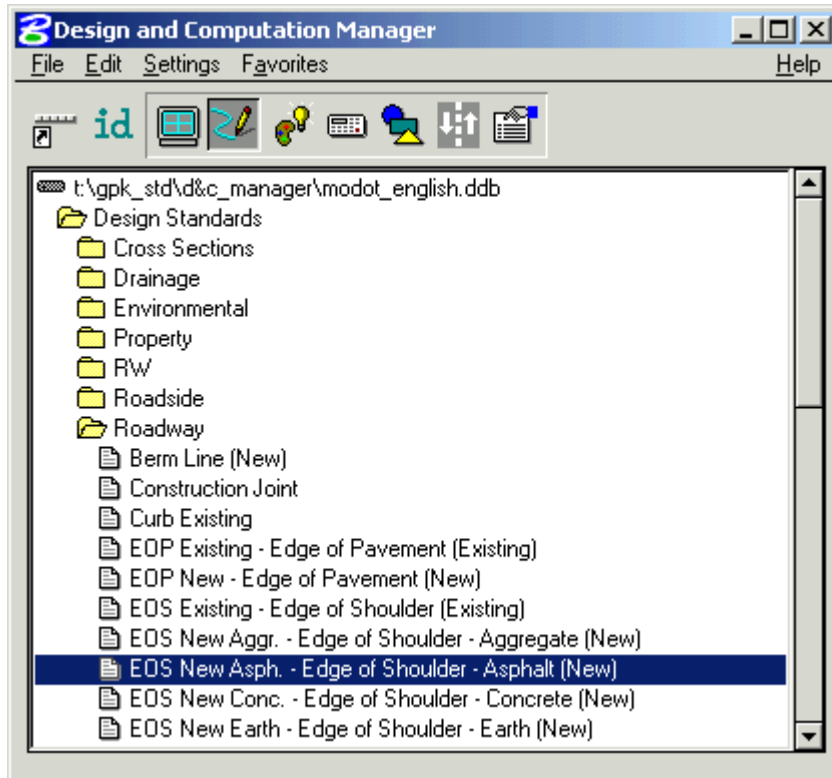 Design and Computation Manager
File Edit Settings Favorites Help
id
t:\gpk_std\d&c_manager\modot_english.ddb
Design Standards
Cross Sections
Drainage
Environmental
Property
RW
Roadside
Roadway
Berm Line (New)
Construction Joint
Curb Existing
EOP Existing - Edge of Pavement (Existing)
EOP New - Edge of Pavement (New)
EOS Existing - Edge of Shoulder (Existing)
EOS New Aggr. - Edge of Shoulder - Aggregate (New)
EOS New Asph. - Edge of Shoulder - Asphalt (New)
EOS New Conc. - Edge of Shoulder - Concrete (New)
EOS New Earth - Edge of Shoulder - Earth (New)